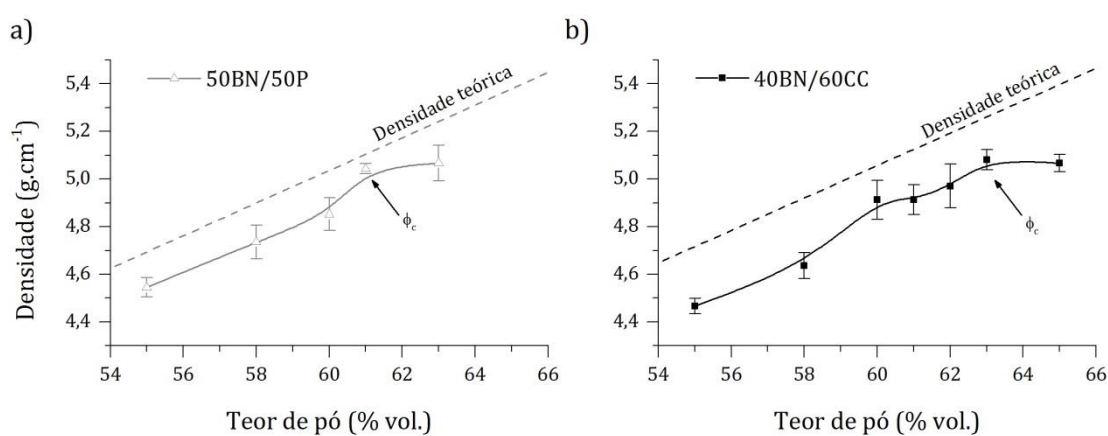 a)
50BN/50P
Densidade teórica
ϕc
Densidade (g.cm-1)
5,4
5,2
5,0
4,8
4,6
4,4
54 56 58 60 62 64 66
Teor de pó (% vol.)
b)
40BN/60CC
Densidade teórica
ϕc
5,4
5,2
5,0
4,8
4,6
4,4
54 56 58 60 62 64 66
Teor de pó (% vol.)